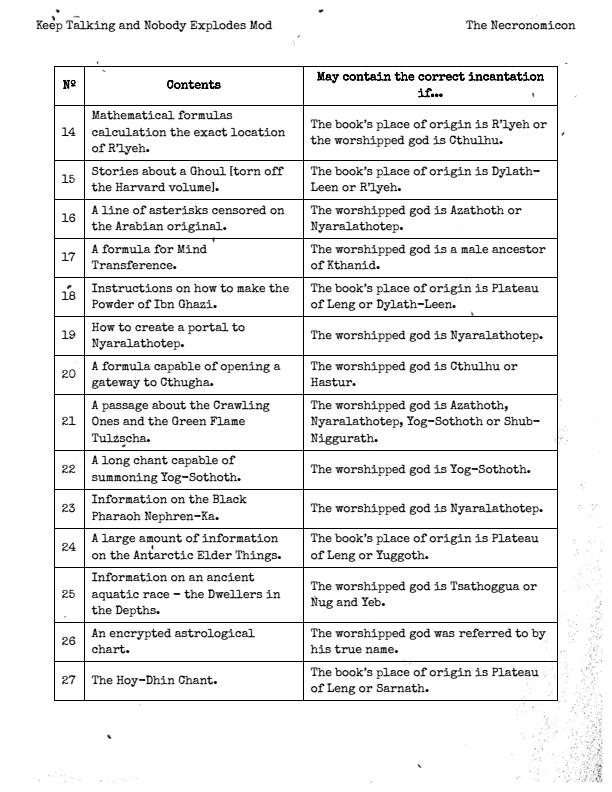 Keep Talking and Nobody Explodes Mod
The Necronomicon
Nº
Contents
May contain the correct incantation
if…
14
Mathematical formulas
calculation the exact location
of R'lyeh.
The book's place of origin is R'lyeh or
the worshipped god is Cthulhu.
15
Stories about a Ghoul [torn off
the Harvard volume].
The book's place of origin is Dylath-
Leen or R'lyeh.
16
A line of asterisks censored on
the Arabian original.
The worshipped god is Azathoth or
Nyaralathotep.
17
A formula for Mind
Transference.
The worshipped god is a male ancestor
of Kthanid.
18
Instructions on how to make the
Powder of Ibn Ghazi.
The book's place of origin is Plateau
of Leng or Dylath-Leen.
19
How to create a portal to
Nyaralathotep.
The worshipped god is Nyaralathotep.
20
A formula capable of opening a
gateway to Cthugha.
The worshipped god is Cthulhu or
Hastur.
21
A passage about the Crawling
Ones and the Green Flame
Tulzscha.
The worshipped god is Azathoth,
Nyaralathotep, Yog-Sothoth or Shub-
Niggurath.
22
A long chant capable of
summoning Yog-Sothoth.
The worshipped god is Yog-Sothoth.
23
Information on the Black
Pharaoh Nephren-Ka.
The worshipped god is Nyaralathotep.
24
A large amount of information
on the Antarctic Elder Things.
The book's place of origin is Plateau
of Leng or Yuggoth.
25
Information on an ancient
aquatic race - the Dwellers in
the Depths.
The worshipped god is Tsathoggua or
Nug and Yeb.
26
An encrypted astrological
chart.
The worshipped god was referred to by
his true name.
27
The Hoy-Dhin Chant.
The book's place of origin is Plateau
of Leng or Sarnath.